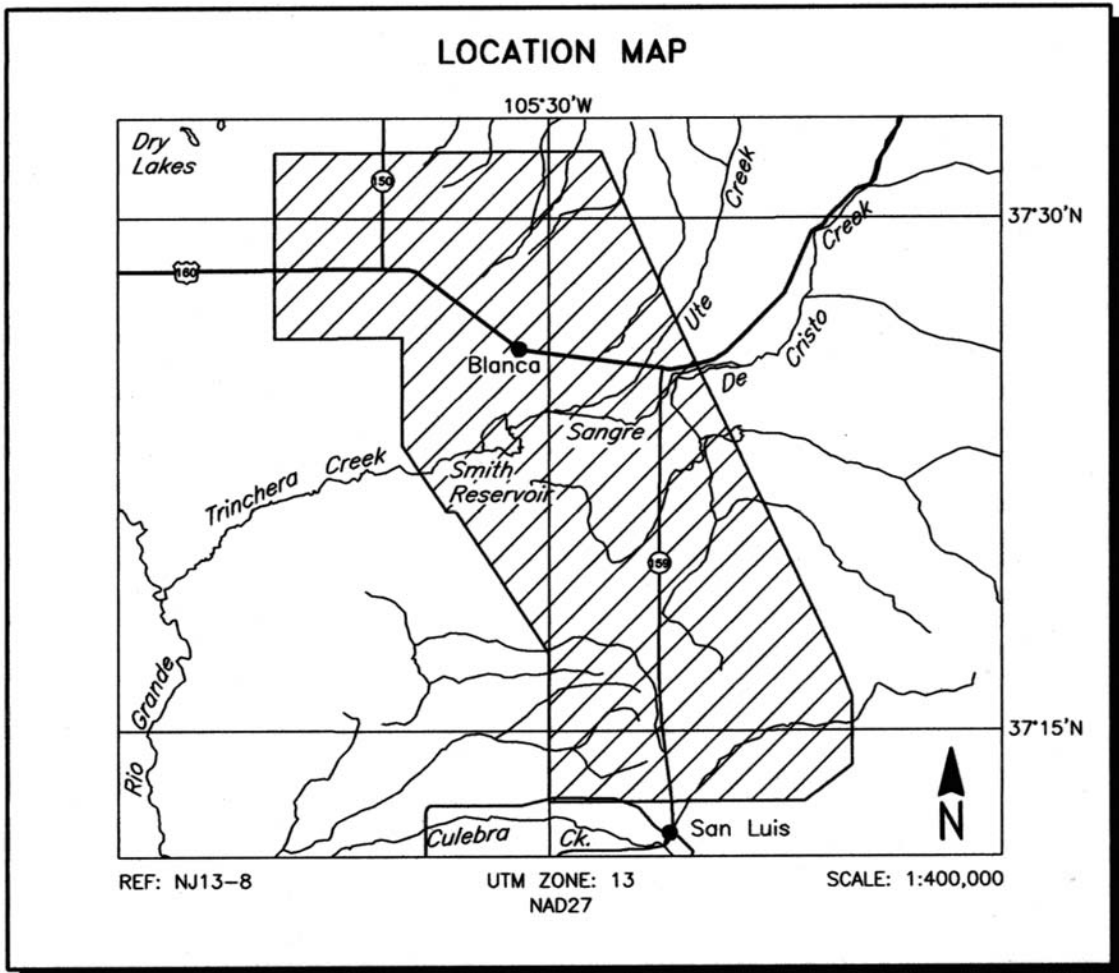 LOCATION MAP
105°30'W
Dry
Lakes
150
Creek
37°30'N
Creek
160
Ute
Cristo
Blanca
De
Sangre
Trinchera Creek
Smith
Reservoir
159
Rio Grande
37°15'N
N
San Luis
Culebra Ck.
REF: NJ13-8
UTM ZONE: 13
SCALE: 1:400,000
NAD27